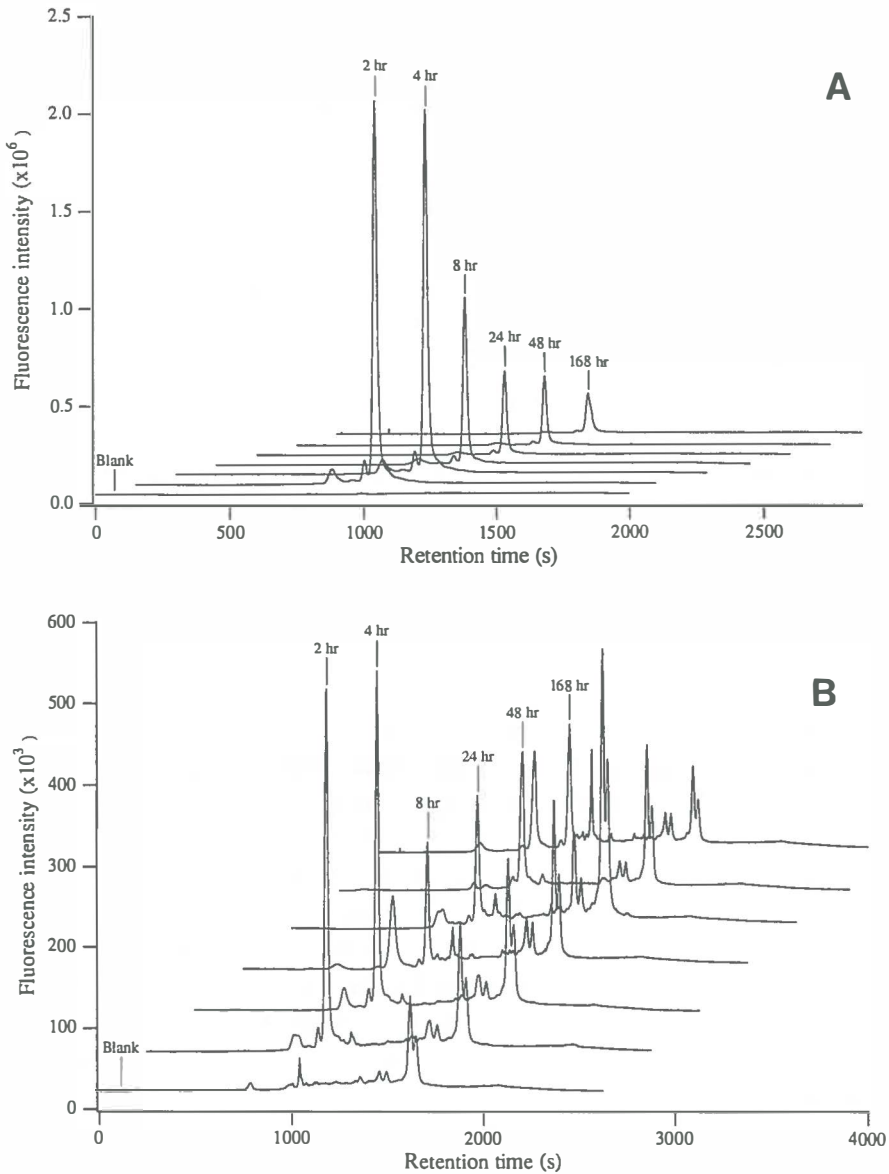 2.5
2 hr
4 hr
A
2.0
Fluorescence intensity (x10⁶)
1.5
8 hr
1.0
24 hr
48 hr
168 hr
0.5
Blank
0.0
0
500
1000
1500
2000
2500
Retention time (s)
600
4 hr
2 hr
B
168 hr
500
48 hr
24 hr
400
8 hr
Fluorescence intensity (x10³)
300
200
100
Blank
0
0
1000
2000
3000
4000
Retention time (s)